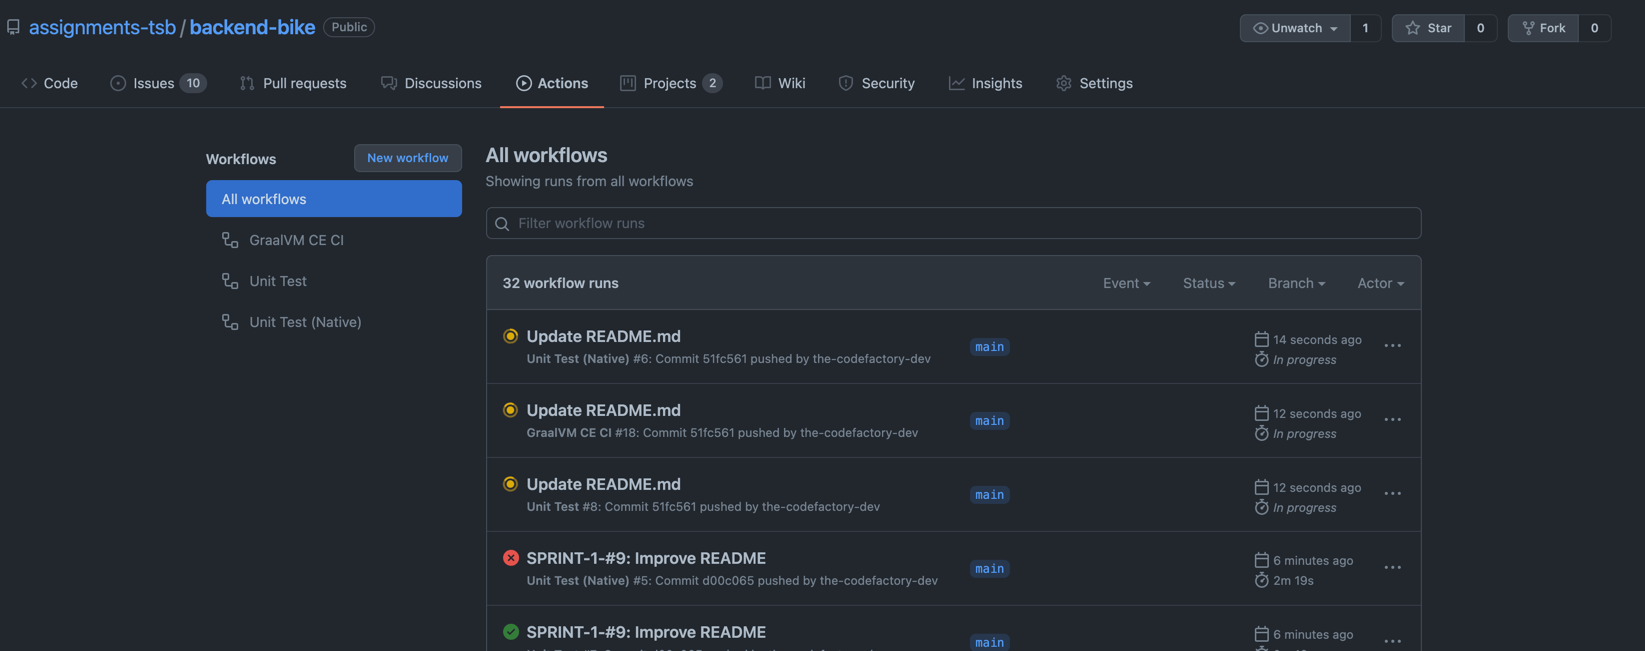 assignments-tsb / backend-bike Public
Unwatch 1
Star 0
Fork 0
Code
Issues 10
Pull requests
Discussions
Actions
Projects 2
Wiki
Security
Insights
Settings
Workflows
New workflow
All workflows
GraalVM CE CI
Unit Test
Unit Test (Native)
All workflows
Showing runs from all workflows
Filter workflow runs
32 workflow runs
Event
Status
Branch
Actor
Update README.md
Unit Test (Native) #6: Commit 51fc561 pushed by the-codefactory-dev
main
14 seconds ago
In progress
Update README.md
GraalVM CE CI #18: Commit 51fc561 pushed by the-codefactory-dev
main
12 seconds ago
In progress
Update README.md
Unit Test #8: Commit 51fc561 pushed by the-codefactory-dev
main
12 seconds ago
In progress
SPRINT-1-#9: Improve README
Unit Test (Native) #5: Commit d00c065 pushed by the-codefactory-dev
main
6 minutes ago
2m 19s
SPRINT-1-#9: Improve README
main
6 minutes ago